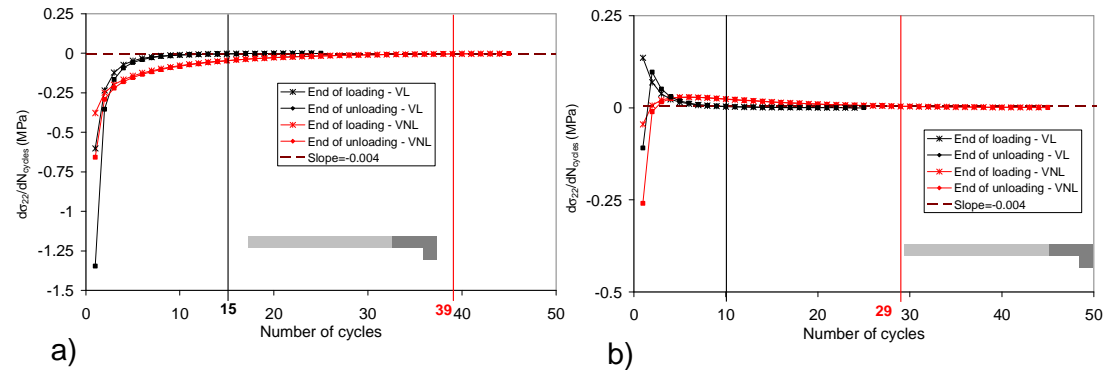 0.25
0
-0.25
-0.5
-0.75
-1
-1.25
-1.5
dσ22/dNcycles (MPa)
End of loading - VL
End of unloading - VL
End of loading - VNL
End of unloading - VNL
Slope=-0.004
0 10 20 30 40 50
15 39
Number of cycles
a)
0.25
0
-0.25
-0.5
dσ22/dNcycles (MPa)
End of loading - VL
End of unloading - VL
End of loading - VNL
End of unloading - VNL
Slope=-0.004
0 10 20 30 40 50
29
Number of cycles
b)